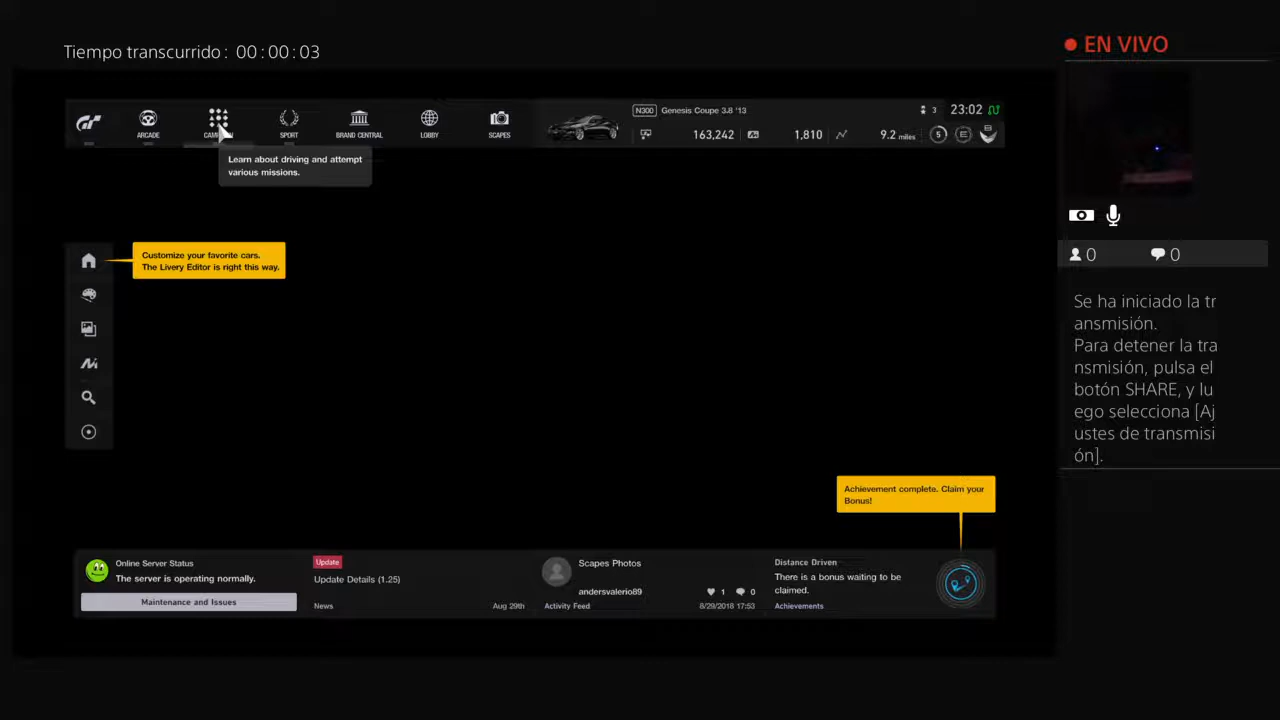 Tiempo transcurrido: 00:00:03
EN VIVO
N300 Genesis Coupe 3.8 '13
3 23:02
163,242 1,810 9.2 miles 5 E B
ARCADE SPORT BRAND CENTRAL LOBBY SCAPES
Learn about driving and attempt
various missions.
Customize your favorite cars.
The Livery Editor is right this way.
0 0
Se ha iniciado la tr
ansmisión.
Para detener la tra
nsmisión, pulsa el
botón SHARE, y lu
ego selecciona [Aj
ustes de transmisi
ón].
Achievement complete. Claim your
Bonus!
Online Server Status
The server is operating normally.
Maintenance and Issues
Update
Update Details (1.25)
News Aug 29th
Scapes Photos
andersvalerio89 1 0
Activity Feed 8/29/2018 17:53
Distance Driven
There is a bonus waiting to be
claimed.
Achievements